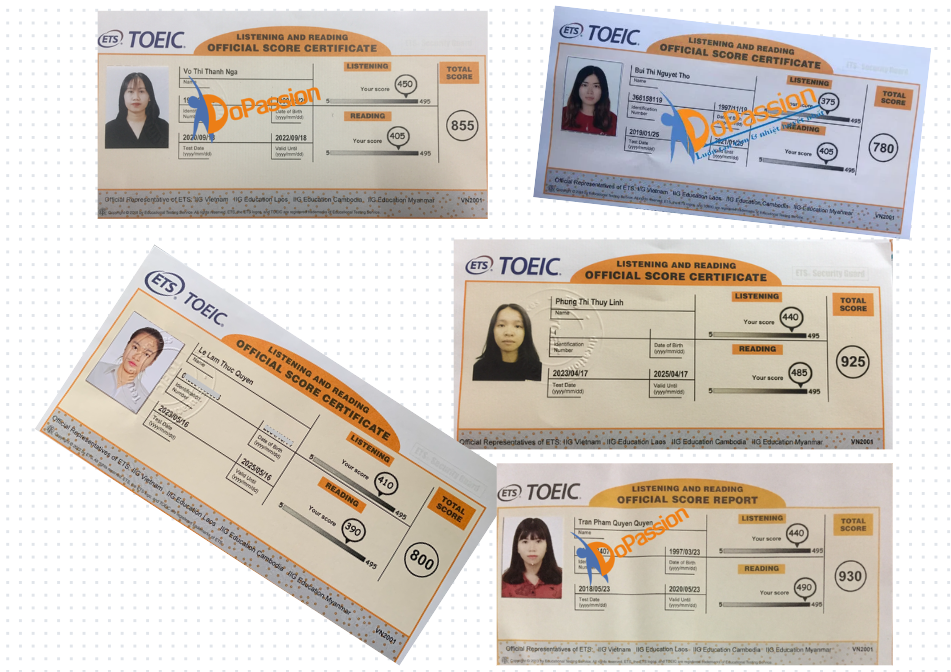 ETS TOEIC
LISTENING AND READING
OFFICIAL SCORE CERTIFICATE
Vo Thi Thanh Nga
Name
Date of Birth
(yyyy/mm/dd)
2022/09/18
Test Date
(yyyy/mm/dd)
Valid Until
(yyyy/mm/dd)
LISTENING
Your score
450
5
495
READING
Your score
405
5
495
TOTAL
SCORE
855
DoPassion
Official Representative of ETS: IIG Vietnam IIG Education Laos IIG Education Cambodia IIG Education Myanmar
VN2001
ETS TOEIC
LISTENING AND READING
OFFICIAL SCORE CERTIFICATE
ETS Security Guard
Bui Thi Nguyet Tho
Name
366158119
1997/11/19
Identification
Number
2019/01/25
Test Date
(yyyy/mm/dd)
Valid Until
(yyyy/mm/dd)
LISTENING
375
495
READING
Your score
405
5
495
TOTAL
SCORE
780
DoPassion
Official Representatives of ETS: IIG Vietnam IIG Education Laos IIG Education Cambodia IIG Education Myanmar
VN2001
ETS TOEIC
LISTENING AND READING
OFFICIAL SCORE CERTIFICATE
Le Lam Thuc Quyen
Name
Identification
Number
Date of Birth
(yyyy/mm/dd)
2023/05/16
Test Date
(yyyy/mm/dd)
2025/05/16
Valid Until
(yyyy/mm/dd)
LISTENING
Your score
410
5
495
READING
Your score
390
5
495
TOTAL
SCORE
800
Official Representatives of ETS: IIG Vietnam IIG Education Laos IIG Education Cambodia IIG Education Myanmar
VN2001
ETS TOEIC
LISTENING AND READING
OFFICIAL SCORE CERTIFICATE
ETS Security Guard
Phung Thi Thuy Linh
Name
Identification
Number
Date of Birth
(yyyy/mm/dd)
2023/04/17
2025/04/17
Test Date
(yyyy/mm/dd)
Valid Until
(yyyy/mm/dd)
LISTENING
Your score
440
5
495
READING
Your score
485
5
495
TOTAL
SCORE
925
Official Representatives of ETS: IIG Vietnam IIG Education Laos IIG Education Cambodia IIG Education Myanmar
VN2001
ETS TOEIC
LISTENING AND READING
OFFICIAL SCORE REPORT
Tran Pham Quyen Quyen
Name
1997/03/23
Date of Birth
(yyyy/mm/dd)
2018/05/23
2020/05/23
Test Date
(yyyy/mm/dd)
Valid Until
(yyyy/mm/dd)
LISTENING
Your score
440
5
495
READING
Your score
490
5
495
TOTAL
SCORE
930
DoPassion
Official Representatives of ETS: IIG Vietnam IIG Education Laos IIG Education Cambodia IIG Education Myanmar
VN2001